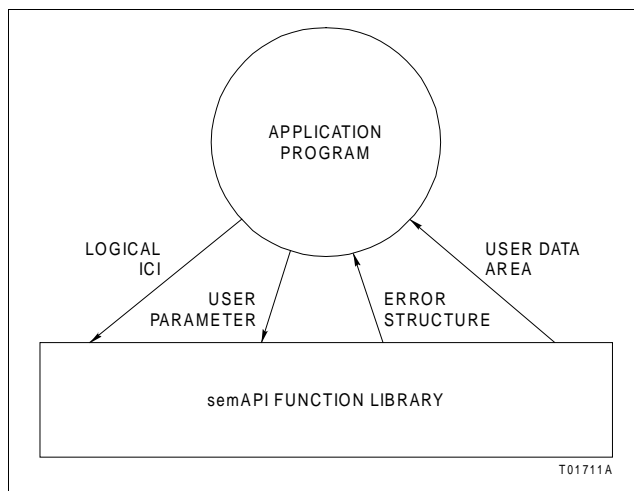 APPLICATION
PROGRAM
LOGICAL
ICI
USER
PARAMETER
ERROR
STRUCTURE
USER DATA
AREA
semAPI FUNCTION LIBRARY
T01711A